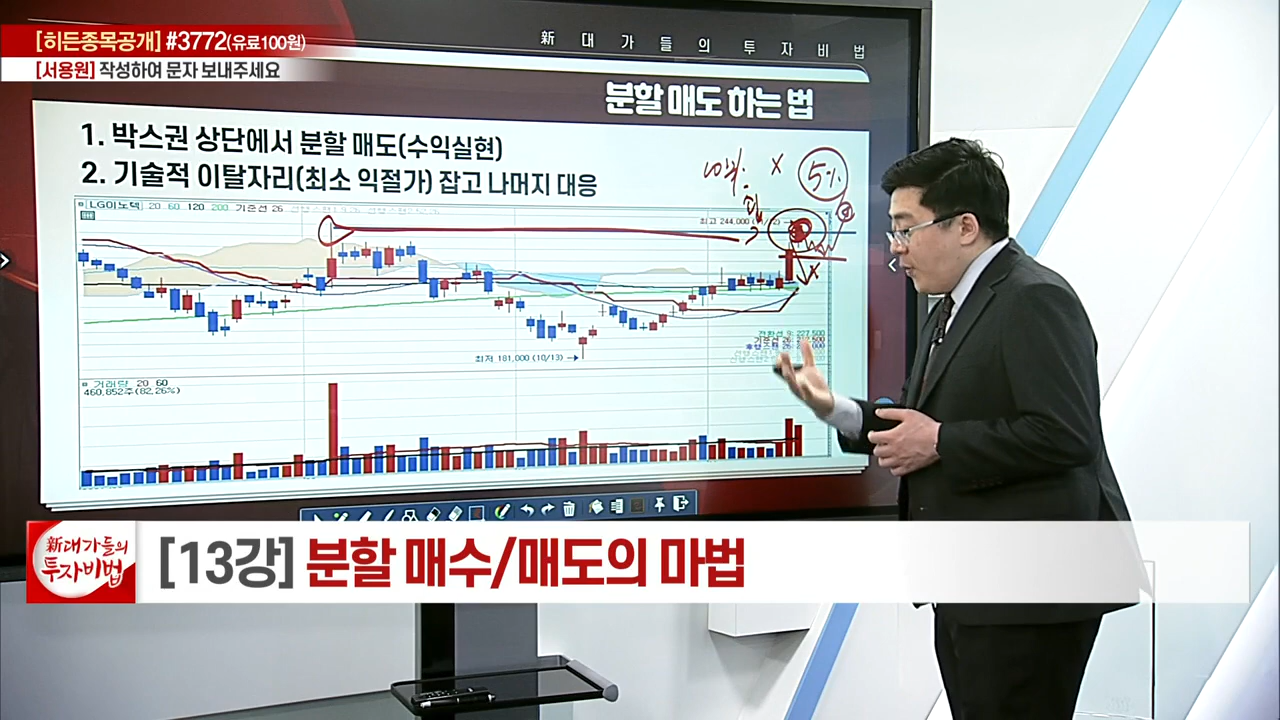 [히든종목공개] #3772(유료100원)
[서용원] 작성하여 문자 보내주세요
新 대 가 들 의 투 자 비 법
분할 매도 하는 법
1. 박스권 상단에서 분할 매도(수익실현)
2. 기술적 이탈자리(최소 익절가) 잡고 나머지 대응
5%
LG이노텍 20 60 120 200 기준선 26
최고 244,000
최저 181,000 (10/13)
전환선 9: 227,500
거래량 20 60
460,852주(82,26%)
新대가들의
투자비법
[13강] 분할 매수/매도의 마법